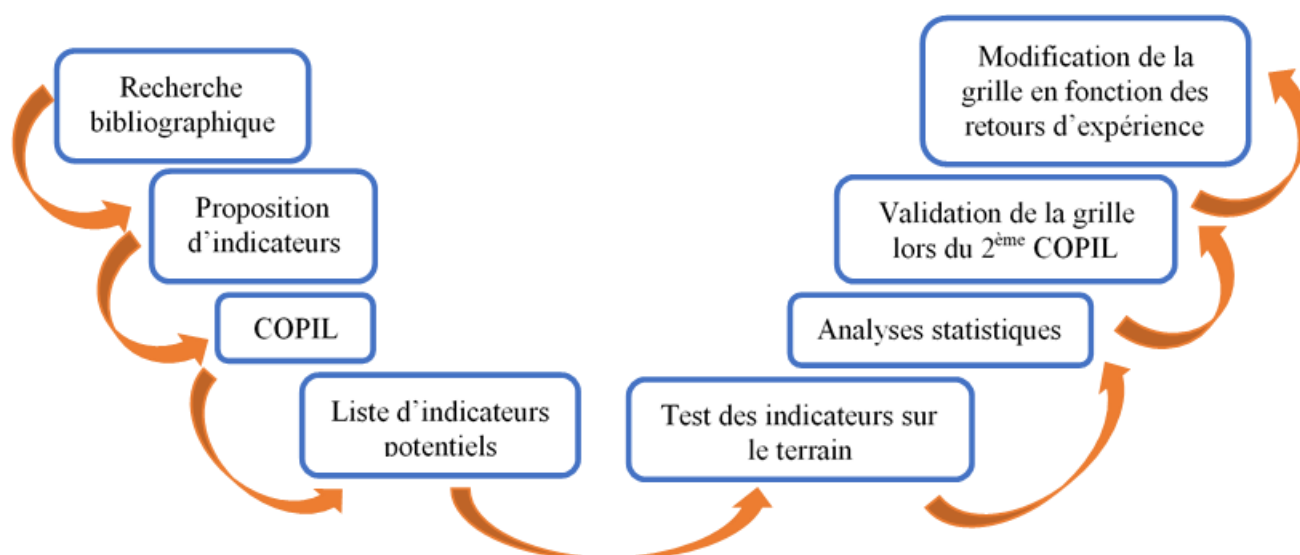 Recherche
bibliographique
Proposition
d'indicateurs
COPIL
Liste d'indicateurs
potentiels
Test des indicateurs sur
le terrain
Analyses statistiques
Validation de la grille
lors du 2ème COPIL
Modification de la
grille en fonction des
retours d'expérience